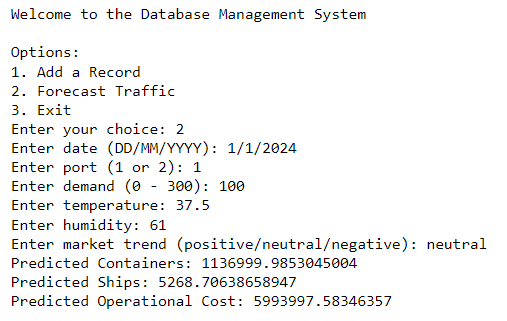 Welcome to the Database Management System
Options:
1. Add a Record
2. Forecast Traffic
3. Exit
Enter your choice: 2
Enter date (DD/MM/YYYY): 1/1/2024
Enter port (1 or 2): 1
Enter demand (0 - 300): 100
Enter temperature: 37.5
Enter humidity: 61
Enter market trend (positive/neutral/negative): neutral
Predicted Containers: 1136999.9853045004
Predicted Ships: 5268.70638658947
Predicted Operational Cost: 5993997.58346357